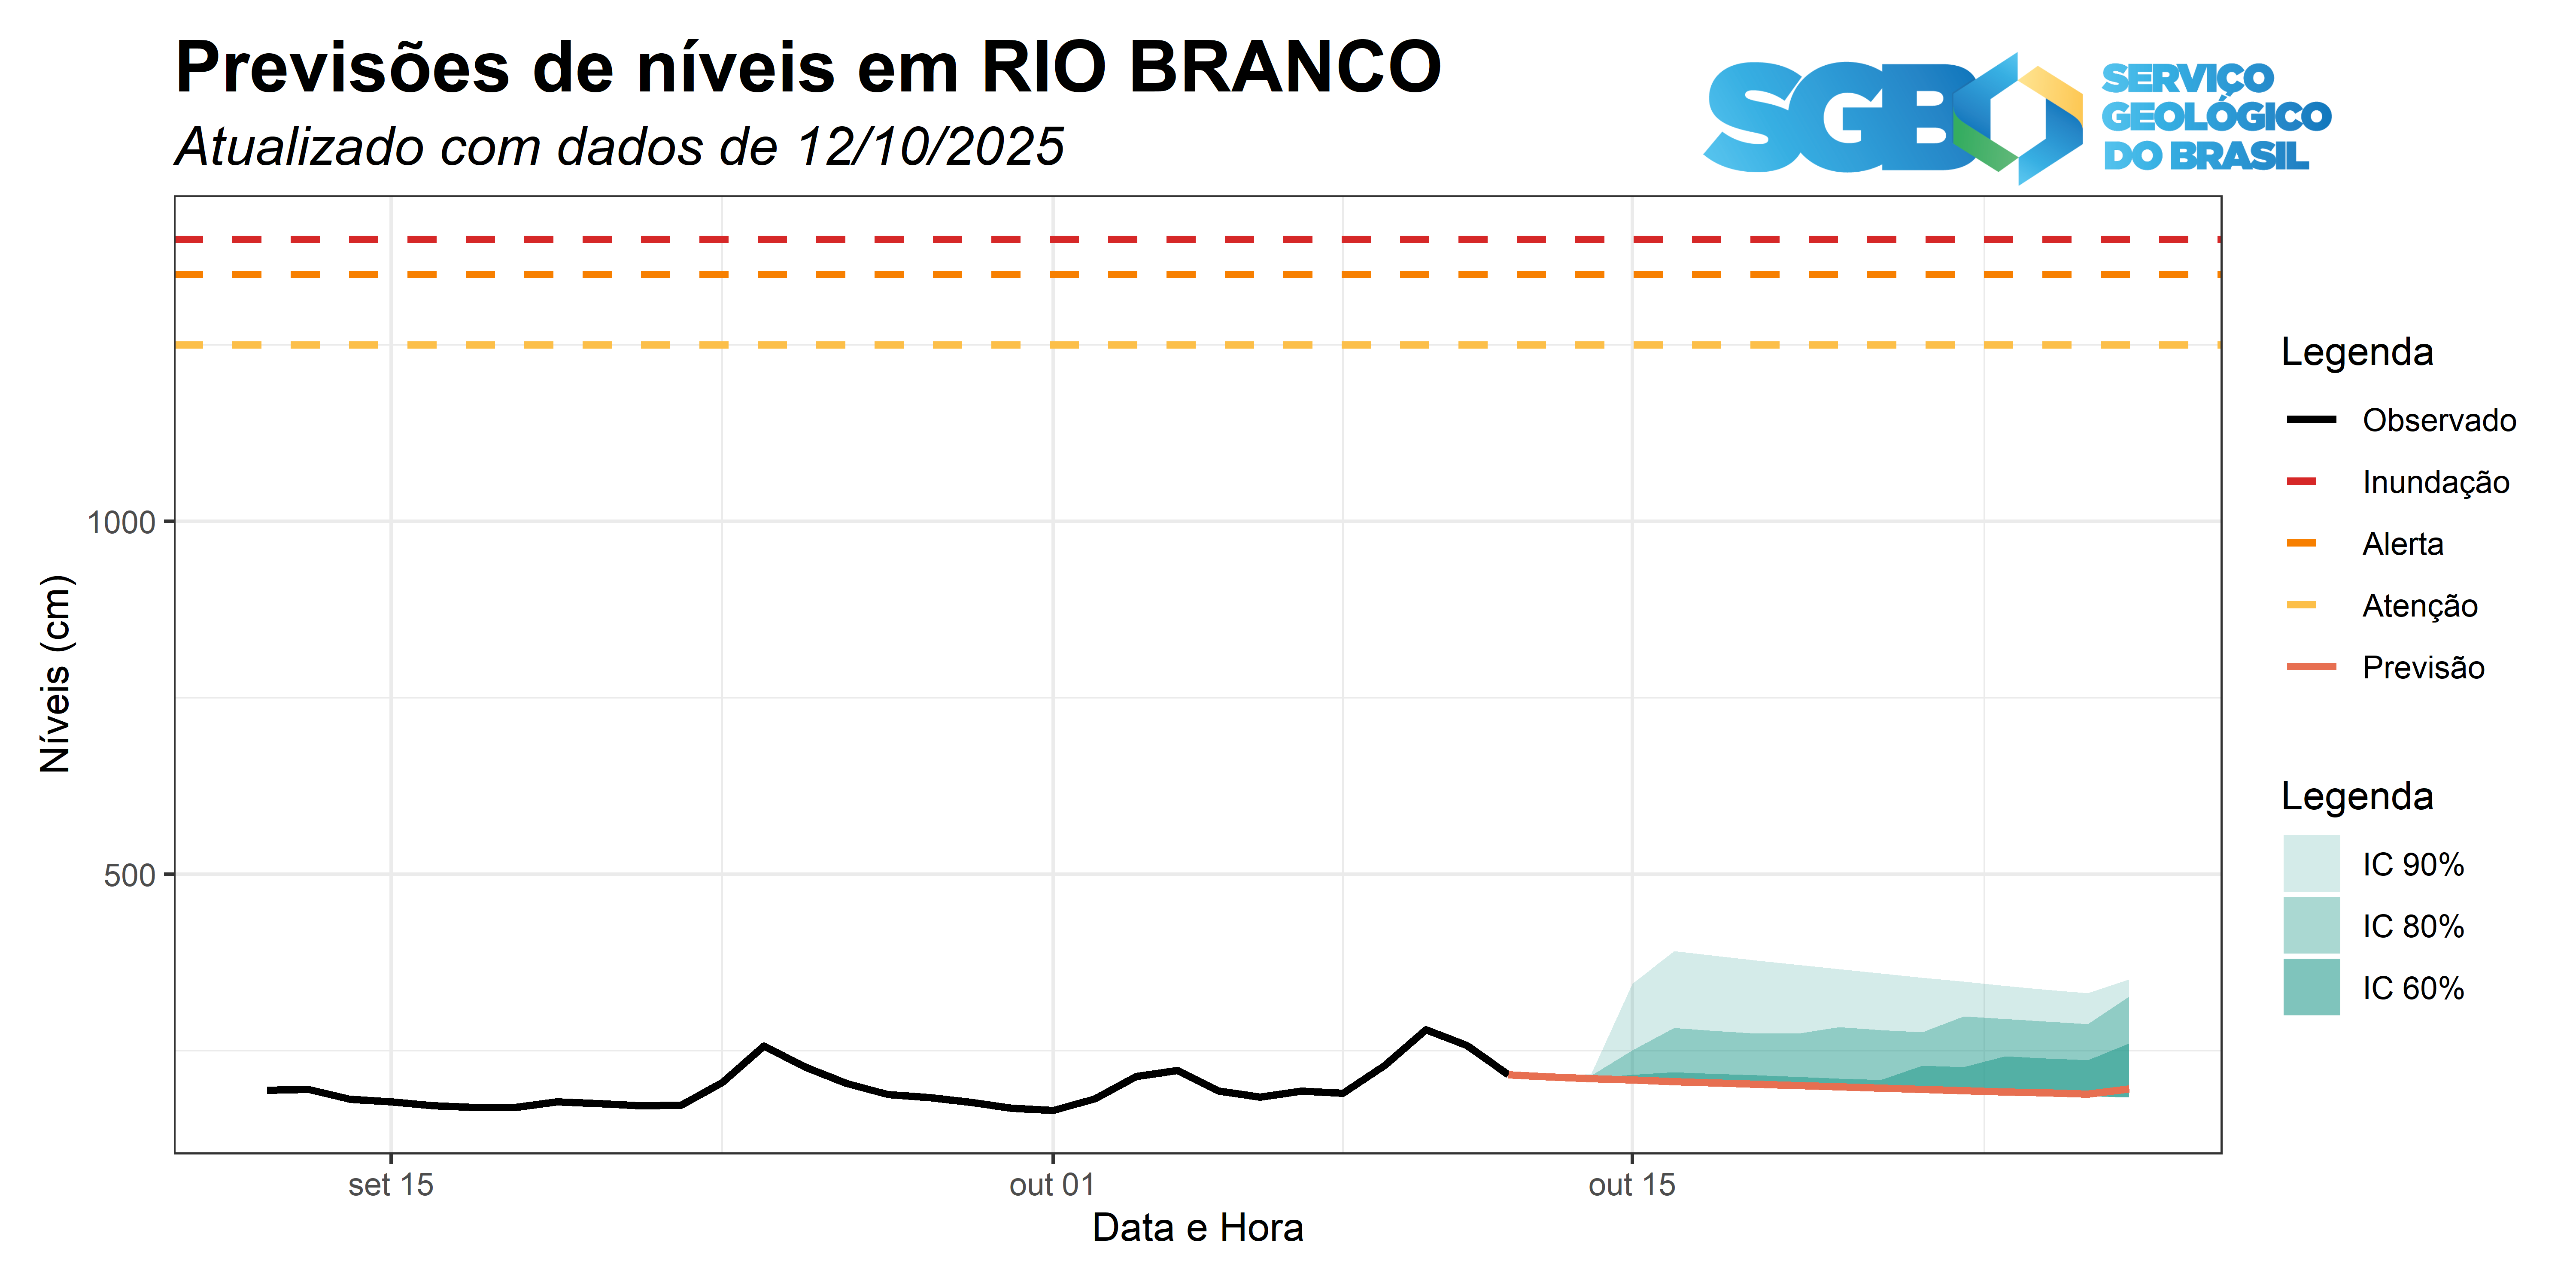 Previsões de níveis em RIO BRANCO
Atualizado com dados de 12/10/2025
SGB
SERVIÇO
GEOLÓGICO
DO BRASIL
Níveis (cm)
1000
500
set 15
out 01
out 15
Data e Hora
Legenda
Observado
Inundação
Alerta
Atenção
Previsão
Legenda
IC 90%
IC 80%
IC 60%